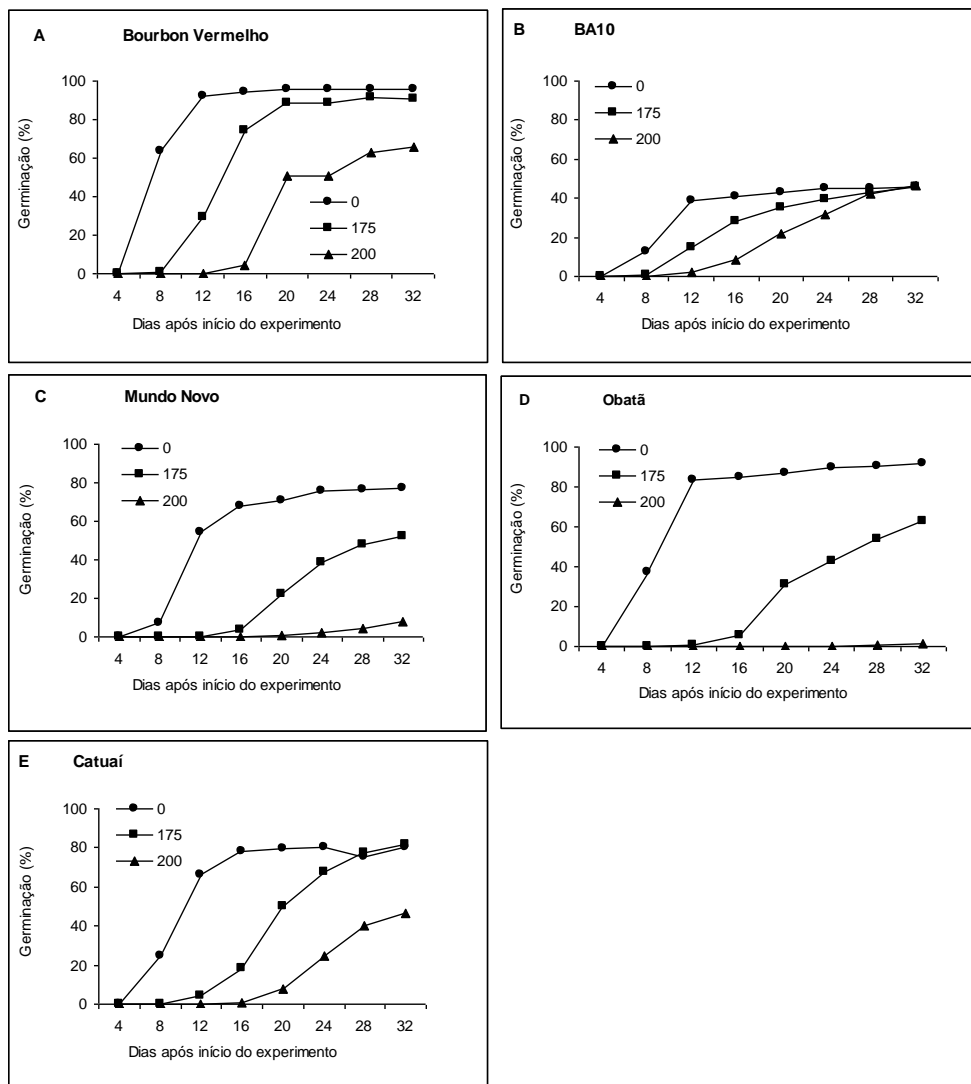 A Bourbon Vermelho
Germinação (%)
100
80
60
40
20
0
0
175
200
4 8 12 16 20 24 28 32
Dias após início do experimento
B BA10
Germinação (%)
100
80
60
40
20
0
0
175
200
4 8 12 16 20 24 28 32
Dias após início do experimento
C Mundo Novo
Germinação (%)
100
80
60
40
20
0
0
175
200
4 8 12 16 20 24 28 32
Dias após início do experimento
D Obatã
Germinação (%)
100
80
60
40
20
0
0
175
200
4 8 12 16 20 24 28 32
Dias após início do experimento
E Catuaí
Germinação (%)
100
80
60
40
20
0
0
175
200
4 8 12 16 20 24 28 32
Dias após início do experimento